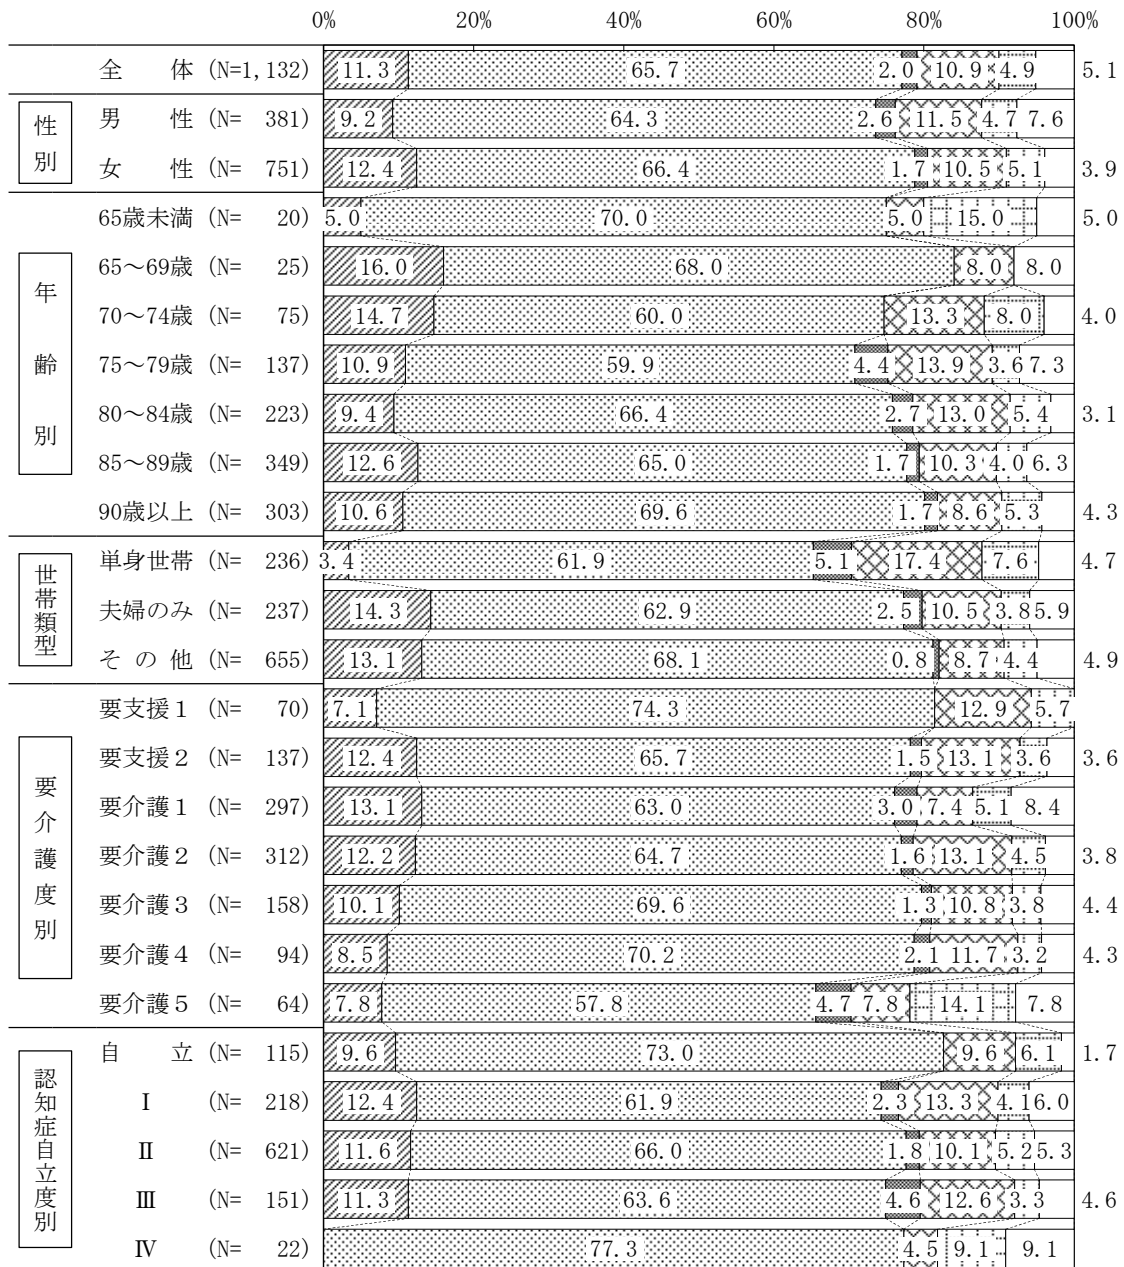 0% 20% 40% 60% 80% 100%
全 体 (N=1,132) 11.3 65.7 2.0 10.9 4.9 5.1
性別
男 性 (N= 381) 9.2 64.3 2.6 11.5 4.7 7.6
女 性 (N= 751) 12.4 66.4 1.7 10.5 5.1 3.9
年齢別
65歳未満 (N= 20) 5.0 70.0 5.0 15.0 5.0
65～69歳 (N= 25) 16.0 68.0 8.0 8.0
70～74歳 (N= 75) 14.7 60.0 13.3 8.0 4.0
75～79歳 (N= 137) 10.9 59.9 4.4 13.9 3.6 7.3
80～84歳 (N= 223) 9.4 66.4 2.7 13.0 5.4 3.1
85～89歳 (N= 349) 12.6 65.0 1.7 10.3 4.0 6.3
90歳以上 (N= 303) 10.6 69.6 1.7 8.6 5.3 4.3
世帯類型
単身世帯 (N= 236) 3.4 61.9 5.1 17.4 7.6 4.7
夫婦のみ (N= 237) 14.3 62.9 2.5 10.5 3.8 5.9
そ の 他 (N= 655) 13.1 68.1 0.8 8.7 4.4 4.9
要介護度別
要支援１ (N= 70) 7.1 74.3 12.9 5.7
要支援２ (N= 137) 12.4 65.7 1.5 13.1 3.6 3.6
要介護１ (N= 297) 13.1 63.0 3.0 7.4 5.1 8.4
要介護２ (N= 312) 12.2 64.7 1.6 13.1 4.5 3.8
要介護３ (N= 158) 10.1 69.6 1.3 10.8 3.8 4.4
要介護４ (N= 94) 8.5 70.2 2.1 11.7 3.2 4.3
要介護５ (N= 64) 7.8 57.8 4.7 7.8 14.1 7.8
認知症自立度別
自 立 (N= 115) 9.6 73.0 9.6 6.1 1.7
Ⅰ (N= 218) 12.4 61.9 2.3 13.3 4.1 6.0
Ⅱ (N= 621) 11.6 66.0 1.8 10.1 5.2 5.3
Ⅲ (N= 151) 11.3 63.6 4.6 12.6 3.3 4.6
Ⅳ (N= 22) 77.3 4.5 9.1 9.1